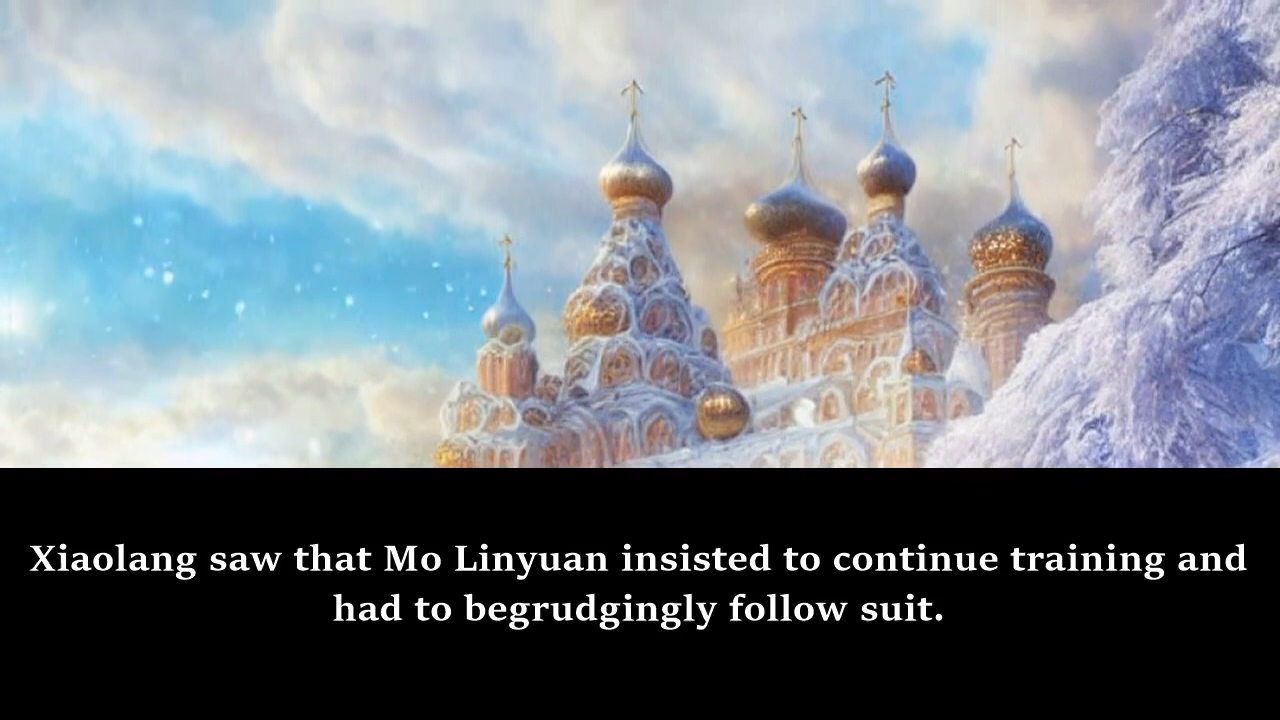 Xiaolang saw that Mo Linyuan insisted to continue training and
had to begrudgingly follow suit.